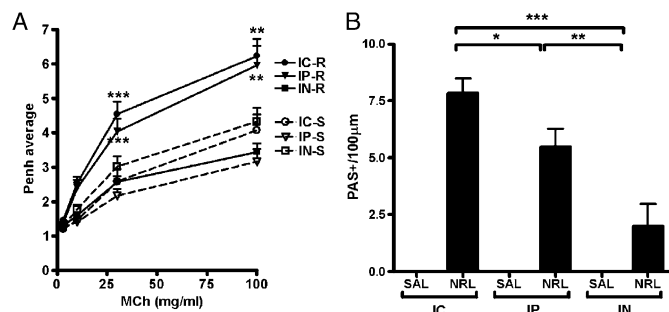 A
Penh average
7
6
5
4
3
2
1
0
25
50
75
100
MCh (mg/ml)
***
***
**
**
IC-R
IP-R
IN-R
IC-S
IP-S
IN-S
B
PAS+/100μm
10.0
7.5
5.0
2.5
0.0
***
*
**
SAL NRL SAL NRL SAL NRL
IC IP IN